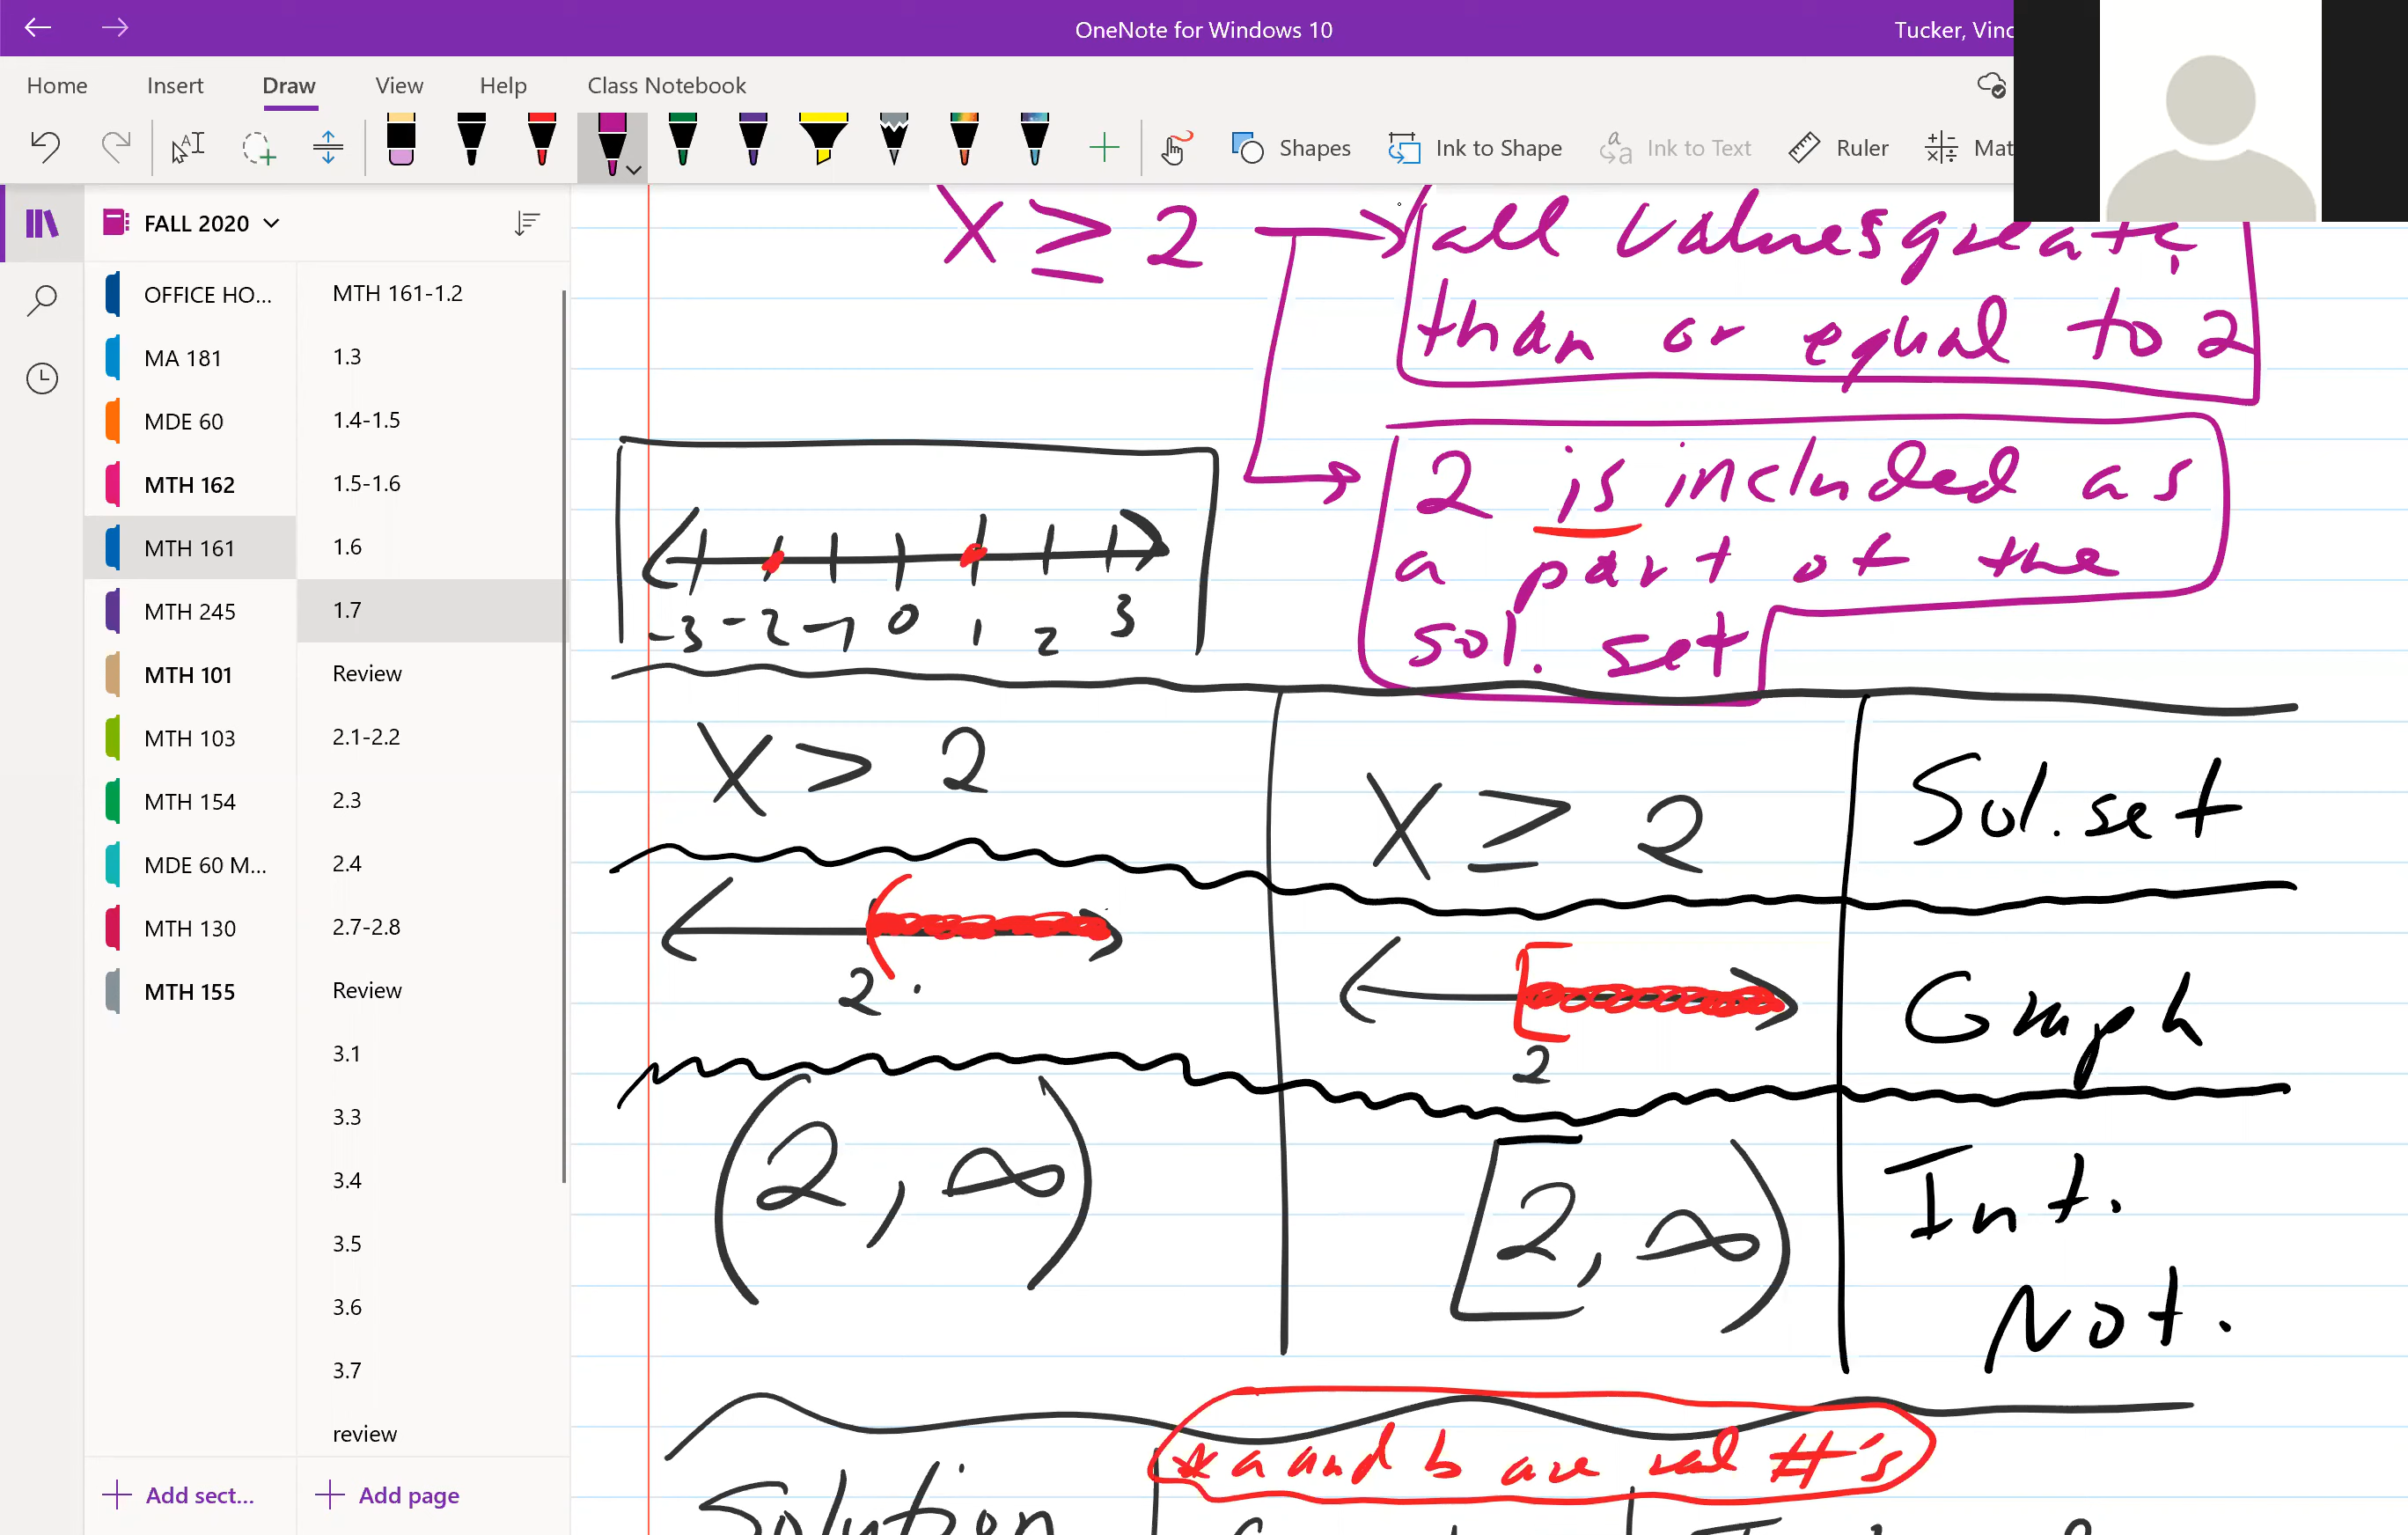 OneNote for Windows 10
Tucker, Vinc
Home Insert Draw View Help Class Notebook
Shapes Ink to Shape Ink to Text Ruler Mat
FALL 2020
OFFICE HO...
MA 181
MDE 60
MTH 162
MTH 161
MTH 245
MTH 101
MTH 103
MTH 154
MDE 60 M...
MTH 130
MTH 155
Add sect...
MTH 161-1.2
1.3
1.4-1.5
1.5-1.6
1.6
1.7
Review
2.1-2.2
2.3
2.4
2.7-2.8
Review
3.1
3.3
3.4
3.5
3.6
3.7
review
Add page
X ≥ 2 → all values greater
than or equal to 2
2 is included as
a part of the
sol. set
-3 -2 -1 0 1 2 3
X > 2
X ≥ 2
Sol. set
2
2
Graph
(2, ∞)
[2, ∞)
Int.
Not.
* a and b are real #'s
Solution